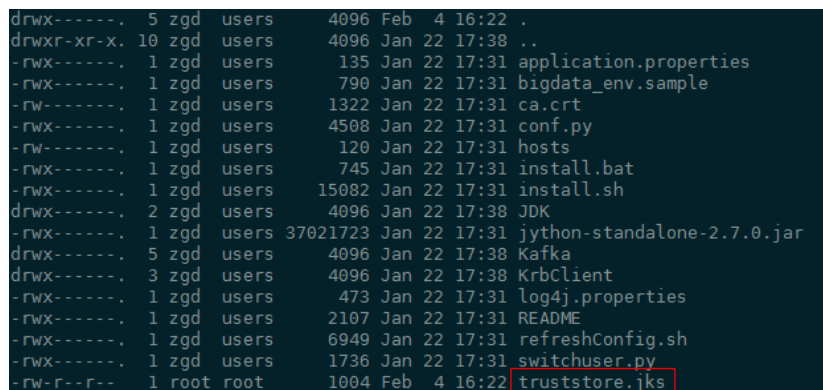 drwx------. 5 zgd users 4096 Feb 4 16:22 .
drwxr-xr-x. 10 zgd users 4096 Jan 22 17:38 ..
-rwx------. 1 zgd users 135 Jan 22 17:31 application.properties
-rwx------. 1 zgd users 790 Jan 22 17:31 bigdata_env.sample
-rw-------. 1 zgd users 1322 Jan 22 17:31 ca.crt
-rwx------. 1 zgd users 4508 Jan 22 17:31 conf.py
-rw-------. 1 zgd users 120 Jan 22 17:31 hosts
-rwx------. 1 zgd users 745 Jan 22 17:31 install.bat
-rwx------. 1 zgd users 15082 Jan 22 17:31 install.sh
drwx------. 2 zgd users 4096 Jan 22 17:38 JDK
-rwx------. 1 zgd users 37021723 Jan 22 17:31 jython-standalone-2.7.0.jar
drwx------. 5 zgd users 4096 Jan 22 17:38 Kafka
drwx------. 3 zgd users 4096 Jan 22 17:38 KrbClient
-rwx------. 1 zgd users 473 Jan 22 17:31 log4j.properties
-rwx------. 1 zgd users 2107 Jan 22 17:31 README
-rwx------. 1 zgd users 6949 Jan 22 17:31 refreshConfig.sh
-rwx------. 1 zgd users 1736 Jan 22 17:31 switchuser.py
-rw-r--r-- 1 root root 1004 Feb 4 16:22 truststore.jks